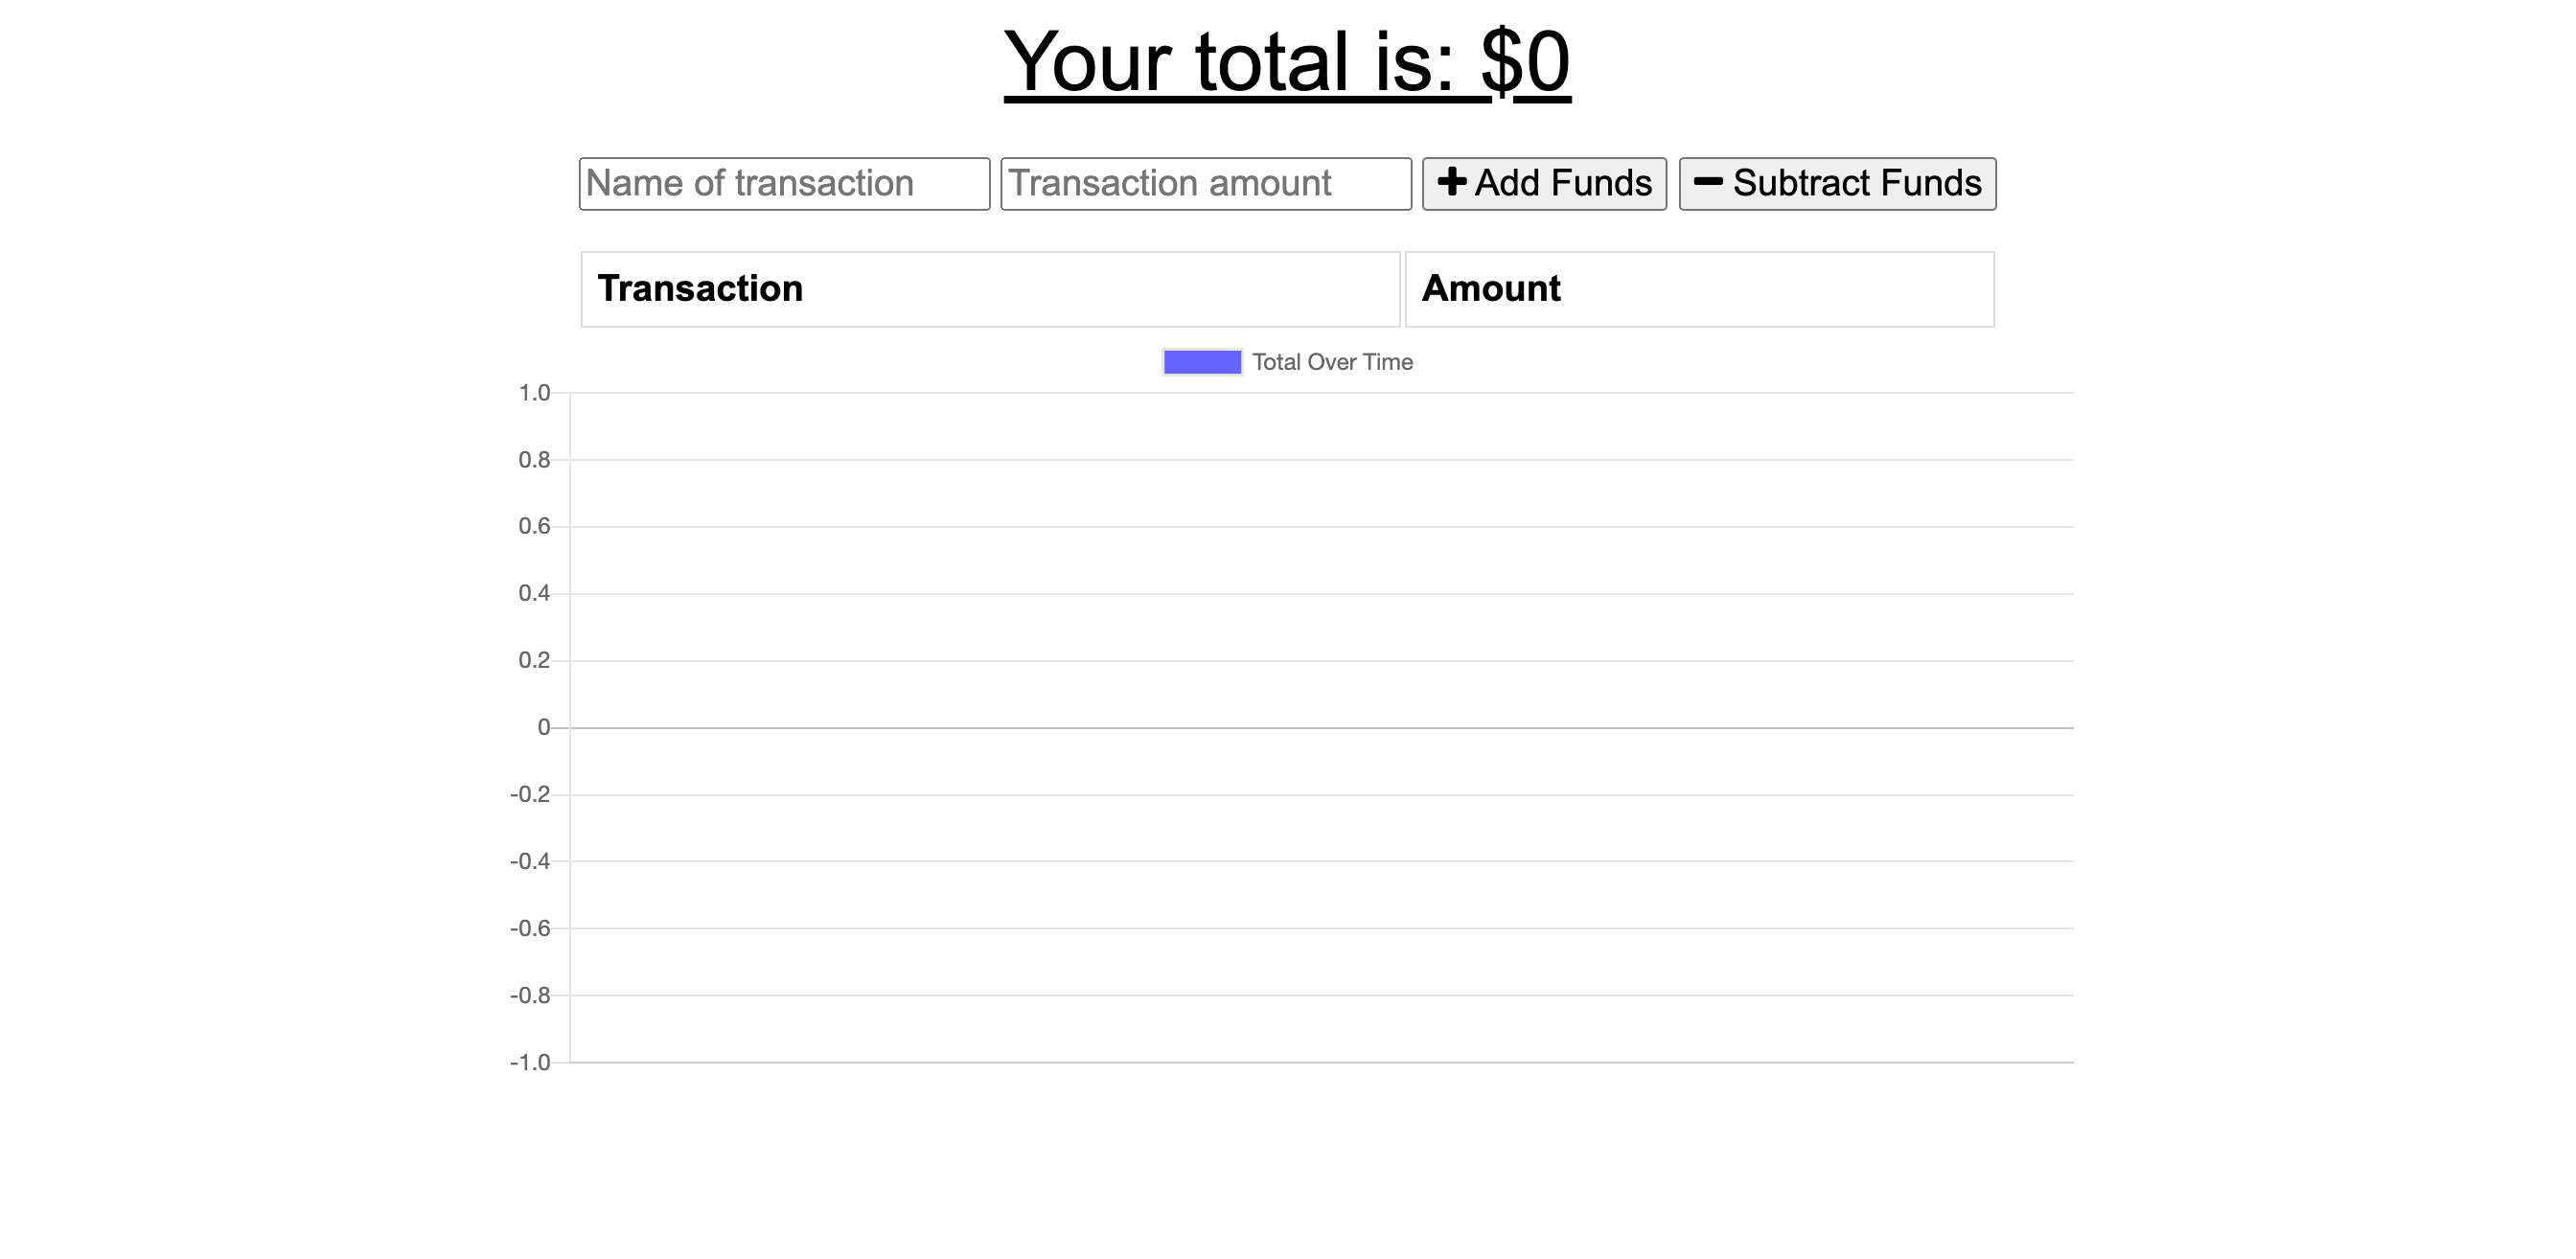 Your total is: $0
Name of transaction Transaction amount Add Funds Subtract Funds
Transaction Amount
Total Over Time
1.0
0.8
0.6
0.4
0.2
0
-0.2
-0.4
-0.6
-0.8
-1.0